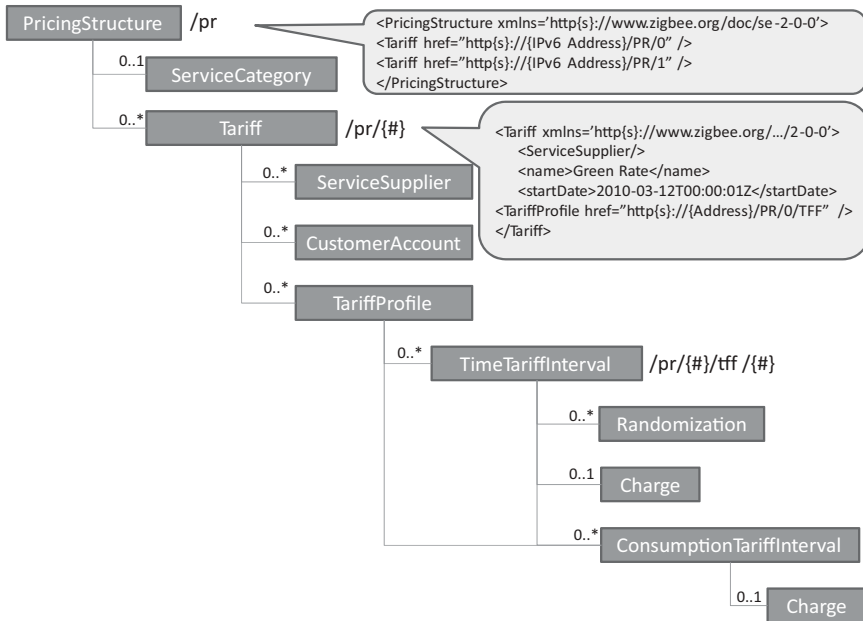 PricingStructure /pr
<PricingStructure xmlns='http{s}://www.zigbee.org/doc/se-2-0-0'>
<Tariff href="http{s}://{IPv6 Address}/PR/0” />
<Tariff href="http{s}://{IPv6 Address}/PR/1” />
</PricingStructure>
0..1 ServiceCategory
0..* Tariff /pr/{#}
<Tariff xmlns='http{s}://www.zigbee.org/.../2-0-0'>
<ServiceSupplier/>
<name>Green Rate</name>
<startDate>2010-03-12T00:00:01Z</startDate>
<TariffProfile href="http{s}://{Address}/PR/0/TFF” />
</Tariff>
0..* ServiceSupplier
0..* CustomerAccount
0..* TariffProfile
0..* TimeTariffInterval /pr/{#}/tff /{#}
0..* Randomization
0..1 Charge
0..* ConsumptionTariffInterval
0..1 Charge